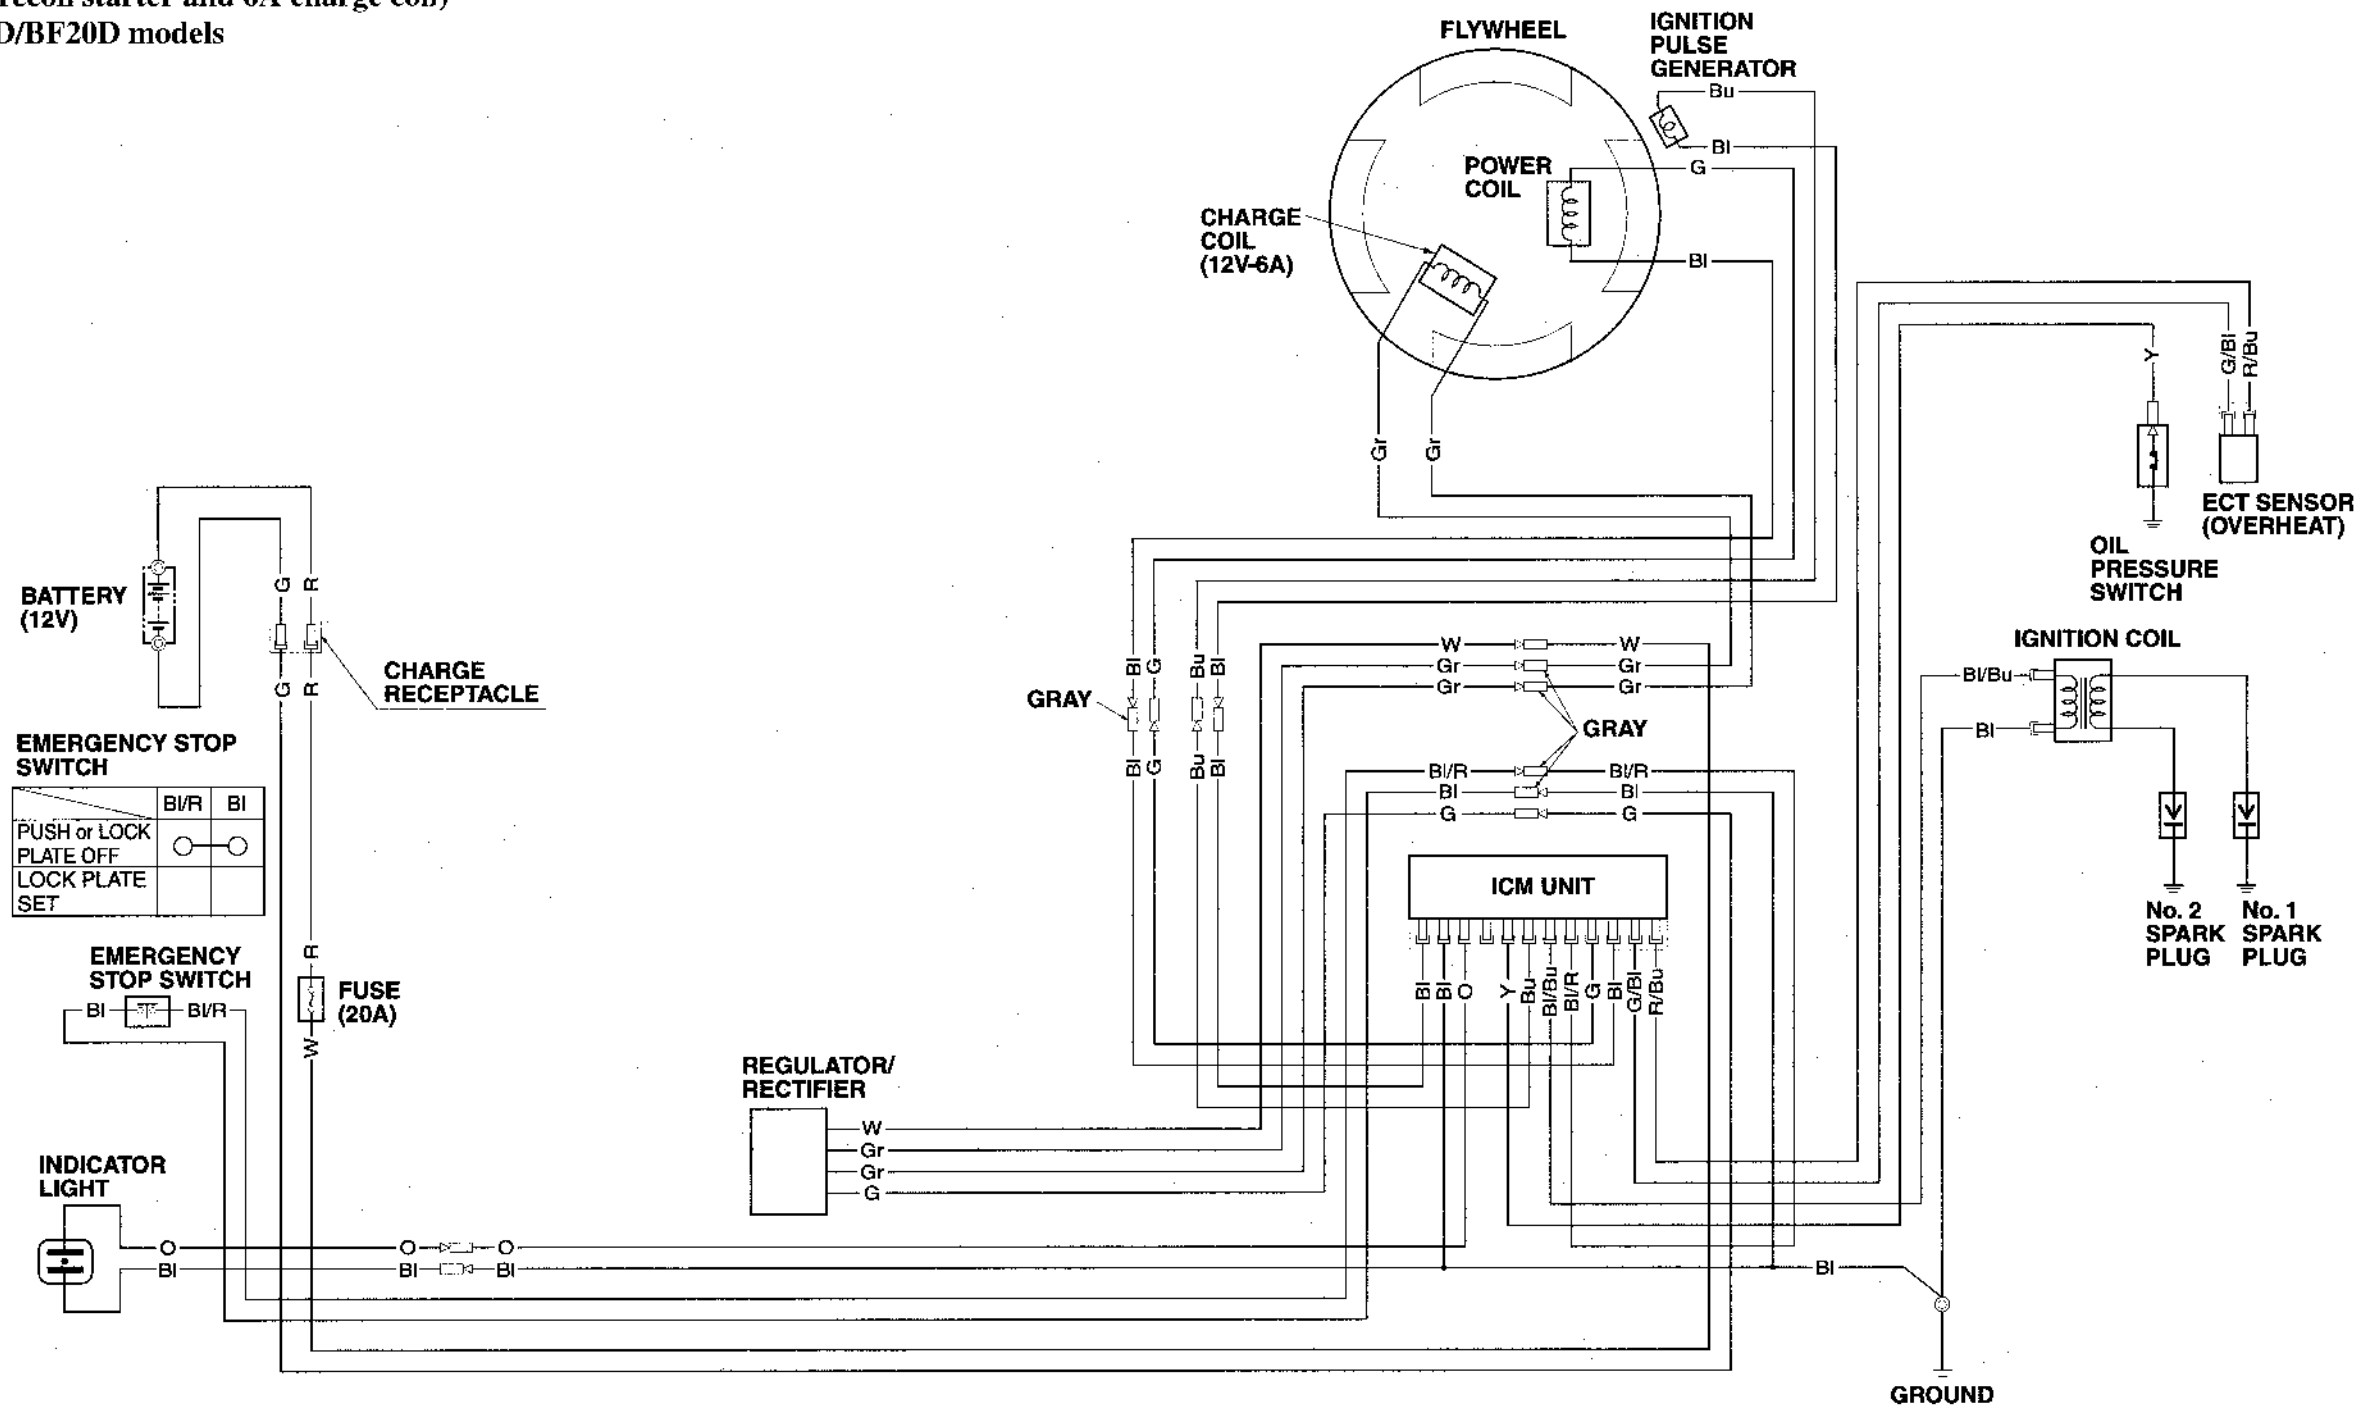 D/BF20D models
FLYWHEEL
IGNITION
PULSE
GENERATOR
Bu
Bl
G
POWER
COIL
Bl
CHARGE
COIL
(12V-6A)
Gr
Gr
Y
G/Bl
R/Bu
ECT SENSOR
(OVERHEAT)
OIL
PRESSURE
SWITCH
BATTERY
(12V)
G
R
G
R
CHARGE
RECEPTACLE
GRAY
Bl
G
Bu
Bl
Bl
G
Bu
Bl
W
W
Gr
Gr
Gr
Gr
GRAY
Bl/R
Bl/R
Bl
Bl
G
G
IGNITION COIL
Bl/Bu
Bl
No. 2
SPARK
PLUG
No. 1
SPARK
PLUG
EMERGENCY STOP
SWITCH
Bl/R
Bl
PUSH or LOCK
PLATE OFF
LOCK PLATE
SET
EMERGENCY
STOP SWITCH
Bl
Bl/R
R
FUSE
(20A)
W
ICM UNIT
Bl
Bl
O
Y
Bu
Bl/Bu
Bl/R
G
Bl
G/Bl
R/Bu
REGULATOR/
RECTIFIER
W
Gr
Gr
G
INDICATOR
LIGHT
O
O
O
Bl
Bl
Bl
Bl
GROUND